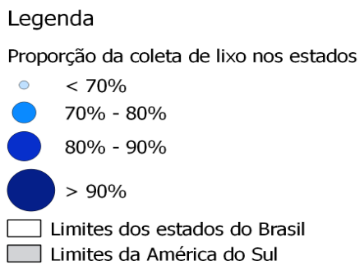 Legenda
Proporção da coleta de lixo nos estados
< 70%
70% - 80%
80% - 90%
> 90%
Limites dos estados do Brasil
Limites da América do Sul